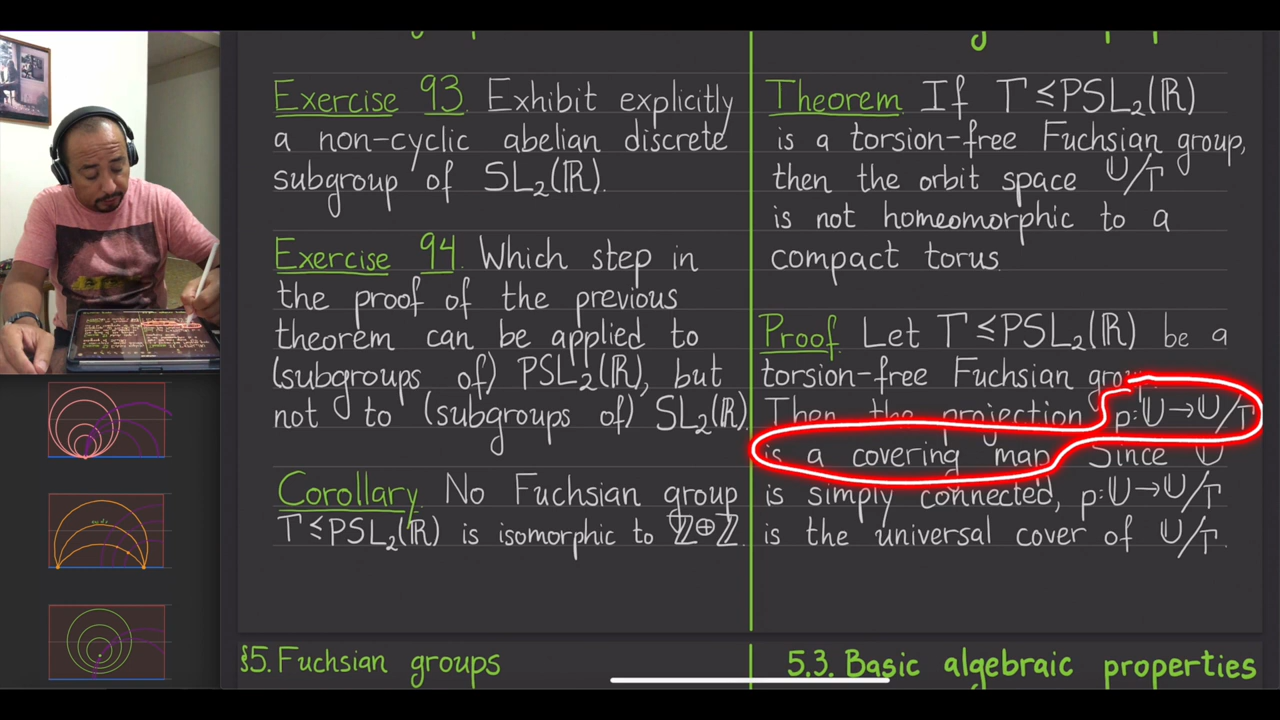 Exercise 93. Exhibit explicitly
a non-cyclic abelian discrete
subgroup of SL₂(ℝ).
Exercise 94. Which step in
the proof of the previous
theorem can be applied to
(subgroups of) PSL₂(ℝ), but
not to (subgroups of) SL₂(ℝ).
Corollary. No Fuchsian group
Γ≤PSL₂(ℝ) is isomorphic to ℤ⊕ℤ.
§5. Fuchsian groups
Theorem. If Γ≤PSL₂(ℝ)
is a torsion-free Fuchsian group,
then the orbit space 𝕌/Γ
is not homeomorphic to a
compact torus.
Proof. Let Γ≤PSL₂(ℝ) be a
torsion-free Fuchsian group.
Then the projection p:𝕌→𝕌/Γ
is a covering map. Since 𝕌
is simply connected, p:𝕌→𝕌/Γ
is the universal cover of 𝕌/Γ.
5.3. Basic algebraic properties